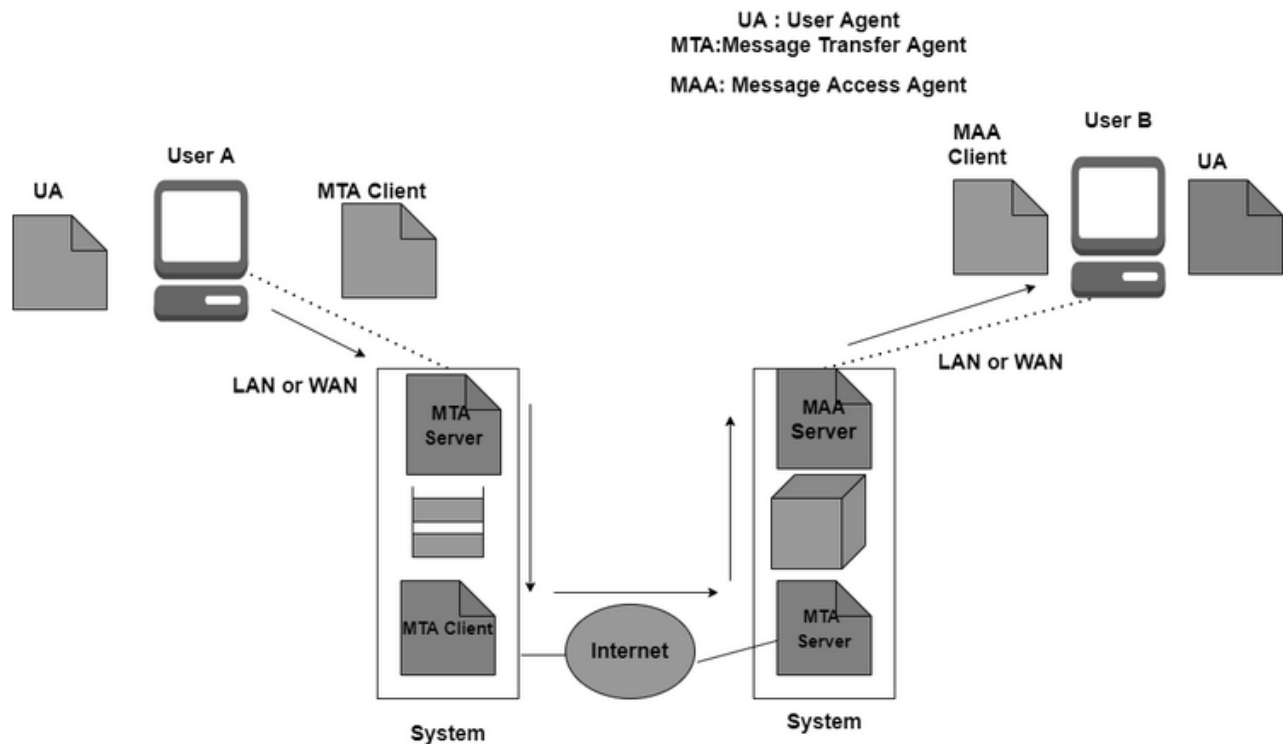 UA : User Agent
MTA:Message Transfer Agent
MAA: Message Access Agent
User A
UA
MTA Client
MAA
Client
User B
UA
LAN or WAN
LAN or WAN
MTA
Server
MAA
Server
MTA Client
Internet
MTA
Server
System
System